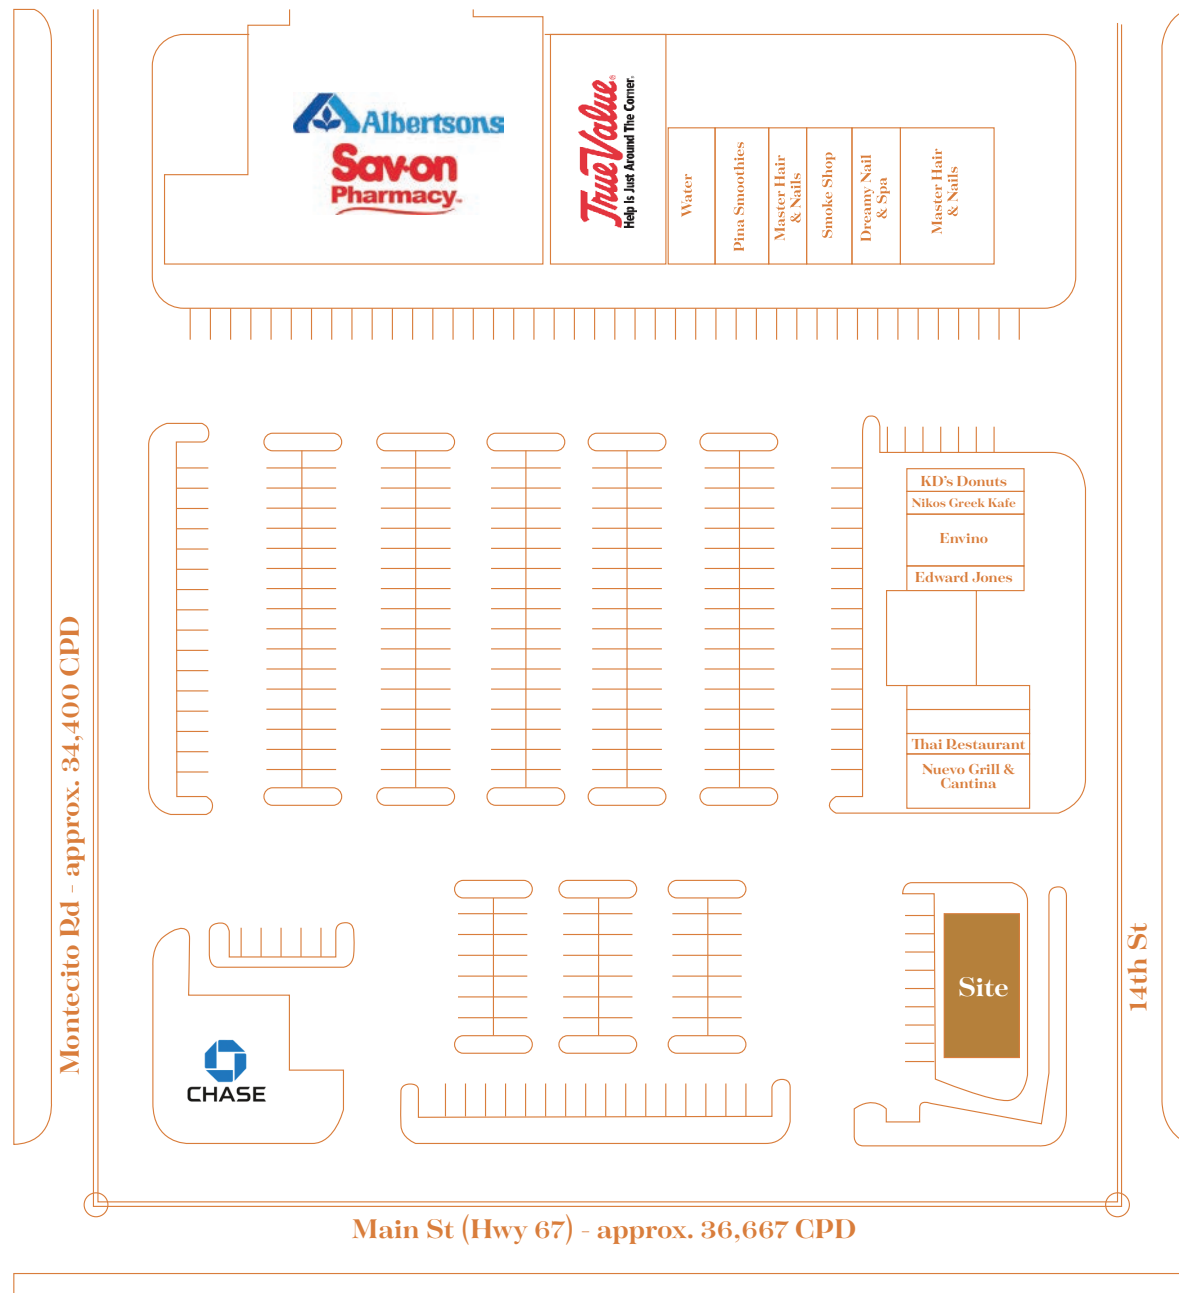 Albertsons
Sav-on
Pharmacy
True Value
Help Is Just Around The Corner.
Water
Pina Smoothies
Master Hair
& Nails
Smoke Shop
Dreamy Nail
& Spa
Master Hair
& Nails
KD's Donuts
Nikos Greek Kafe
Envino
Edward Jones
Thai Restaurant
Nuevo Grill &
Cantina
Montecito Rd - approx. 34,400 CPD
Site
14th St
CHASE
Main St (Hwy 67) - approx. 36,667 CPD